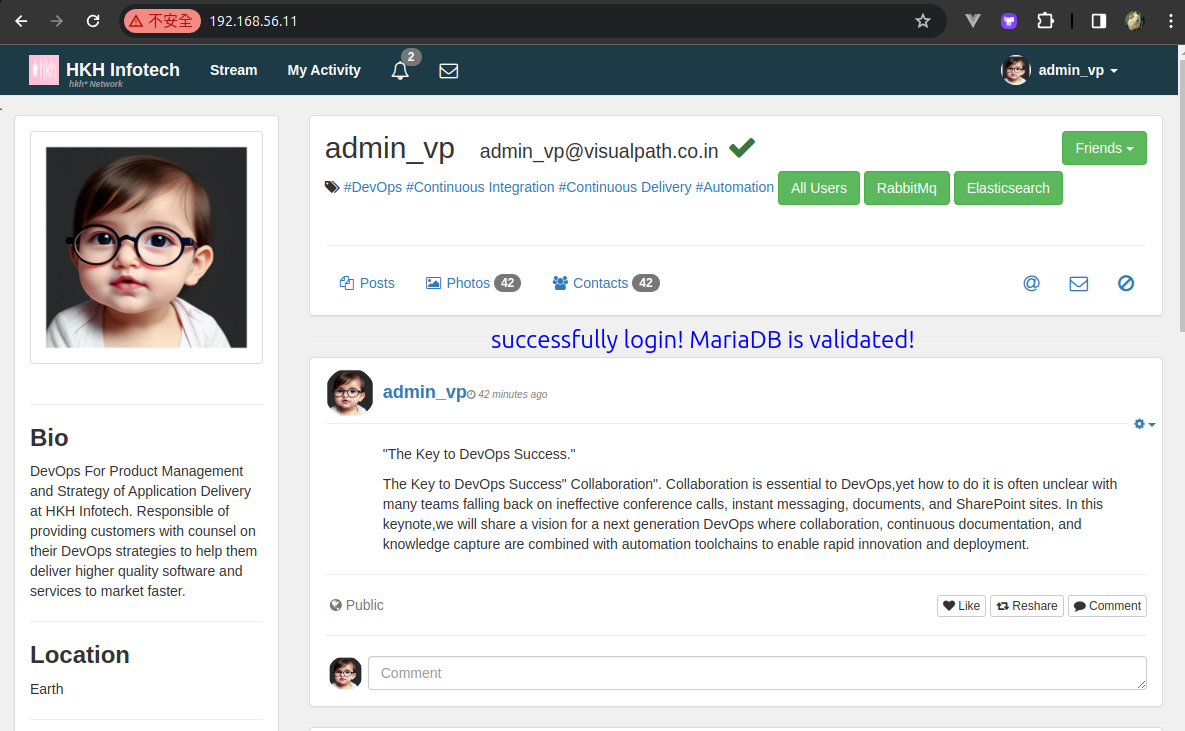 不安全 192.168.56.11
HKH Infotech
hkh* Network
Stream
My Activity
2
admin_vp
admin_vp
admin_vp@visualpath.co.in
Friends
#DevOps #Continuous Integration #Continuous Delivery #Automation
All Users
RabbitMq
Elasticsearch
Posts
Photos 42
Contacts 42
@
successfully login! MariaDB is validated!
Bio
DevOps For Product Management
and Strategy of Application Delivery
at HKH Infotech. Responsible of
providing customers with counsel on
their DevOps strategies to help them
deliver higher quality software and
services to market faster.
Location
Earth
admin_vp 42 minutes ago
"The Key to DevOps Success."
The Key to DevOps Success" Collaboration". Collaboration is essential to DevOps,yet how to do it is often unclear with
many teams falling back on ineffective conference calls, instant messaging, documents, and SharePoint sites. In this
keynote,we will share a vision for a next generation DevOps where collaboration, continuous documentation, and
knowledge capture are combined with automation toolchains to enable rapid innovation and deployment.
Public
Like
Reshare
Comment
Comment